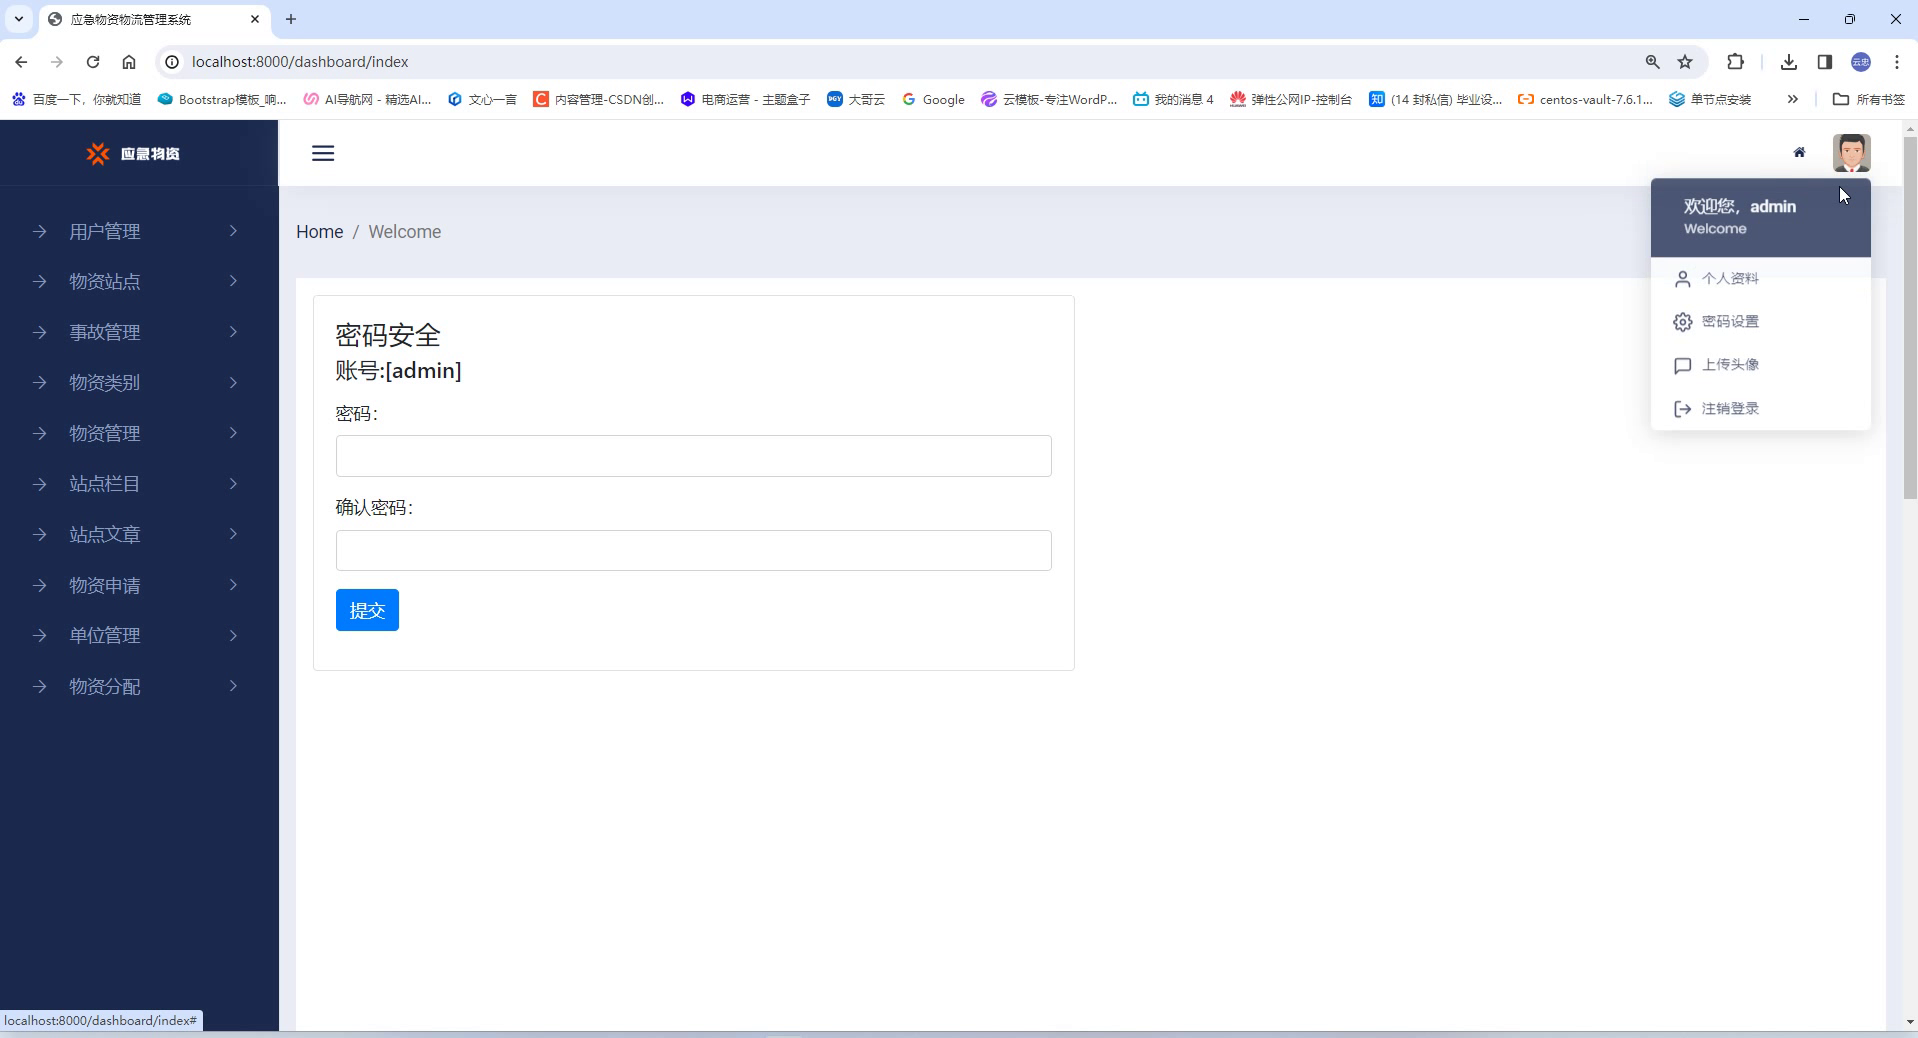 应急物资物流管理系统
localhost:8000/dashboard/index
云忠
百度一下，你就知道
Bootstrap模板_响...
AI导航网 - 精选AI...
文心一言
内容管理-CSDN创...
电商运营 - 主题盒子
大哥云
Google
云模板-专注WordP...
我的消息 4
弹性公网IP-控制台
知
(14 封私信) 毕业设...
centos-vault-7.6.1...
单节点安装
所有书签
应急物资
用户管理
物资站点
事故管理
物资类别
物资管理
站点栏目
站点文章
物资申请
单位管理
物资分配
Home / Welcome
欢迎您，admin
Welcome
个人资料
密码设置
上传头像
注销登录
密码安全
账号:[admin]
密码：
确认密码：
提交
localhost:8000/dashboard/index#